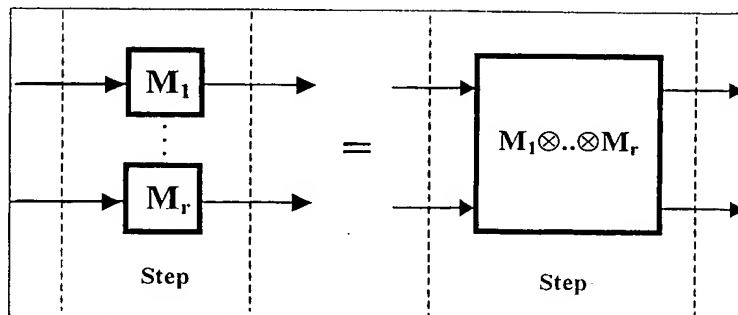 M₁
⋮
Mᵣ
Step
=
M₁⊗..⊗Mᵣ
Step